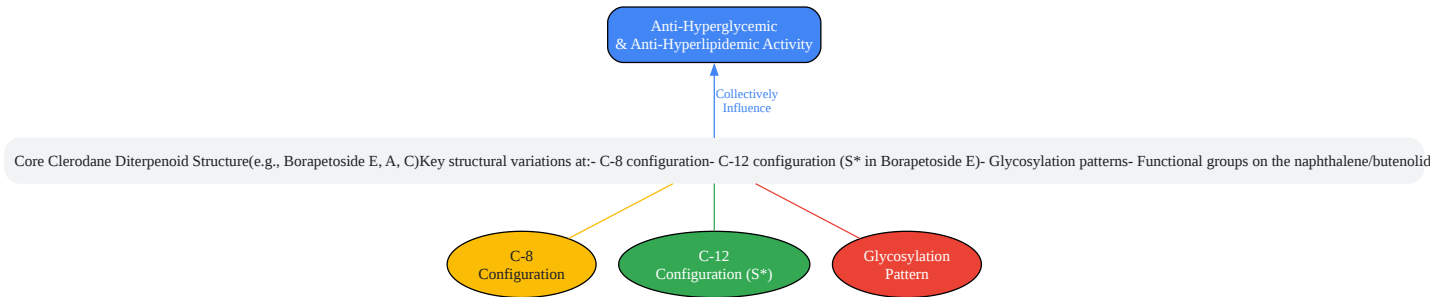 Anti-Hyperglycemic
& Anti-Hyperlipidemic Activity
Collectively
Influence
Core Clerodane Diterpenoid Structure(e.g., Borapetoside E, A, C)Key structural variations at:- C-8 configuration- C-12 configuration (S* in Borapetoside E)- Glycosylation patterns- Functional groups on the naphthalene/butenolid
C-8
Configuration
C-12
Configuration (S*)
Glycosylation
Pattern